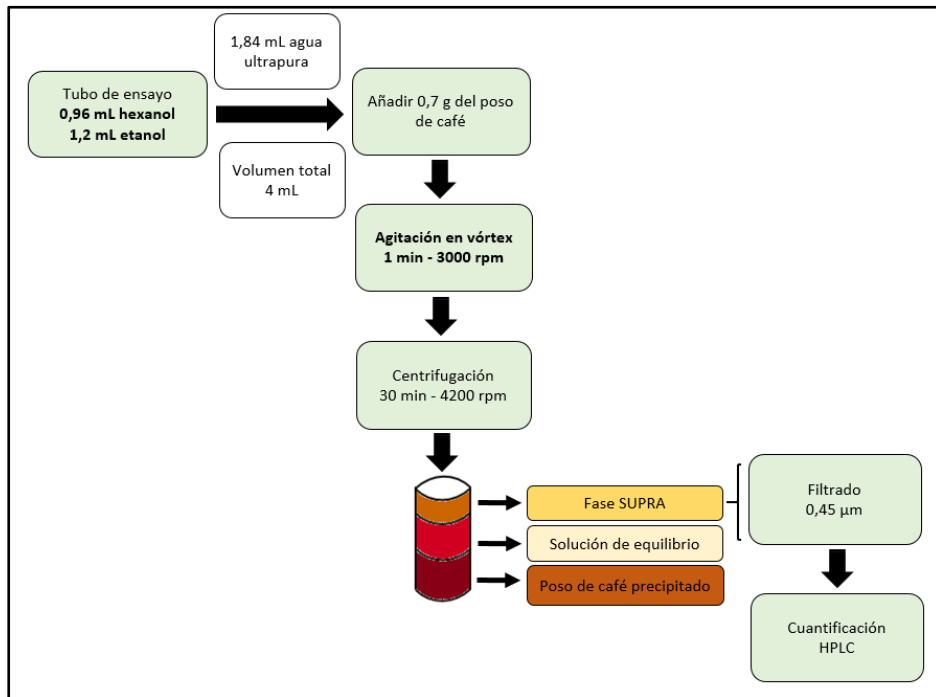 1,84 mL agua
ultrapura
Tubo de ensayo
0,96 mL hexanol
1,2 mL etanol
Volumen total
4 mL
Añadir 0,7 g del poso
de café
Agitación en vórtex
1 min - 3000 rpm
Centrifugación
30 min - 4200 rpm
Fase SUPRA
Solución de equilibrio
Poso de café precipitado
Filtrado
0,45 µm
Cuantificación
HPLC